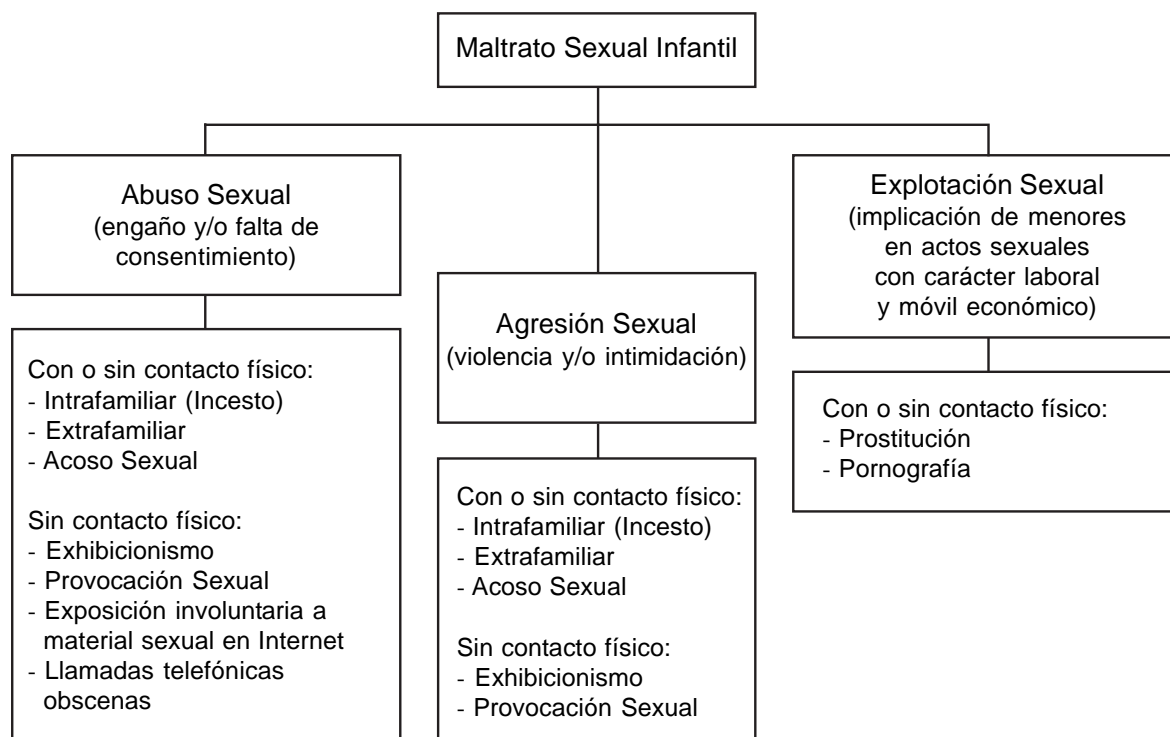 Maltrato Sexual Infantil
Abuso Sexual
(engaño y/o falta de
consentimiento)
Con o sin contacto físico:
- Intrafamiliar (Incesto)
- Extrafamiliar
- Acoso Sexual
Sin contacto físico:
- Exhibicionismo
- Provocación Sexual
- Exposición involuntaria a
material sexual en Internet
- Llamadas telefónicas
obscenas
Agresión Sexual
(violencia y/o intimidación)
Con o sin contacto físico:
- Intrafamiliar (Incesto)
- Extrafamiliar
- Acoso Sexual
Sin contacto físico:
- Exhibicionismo
- Provocación Sexual
Explotación Sexual
(implicación de menores
en actos sexuales
con carácter laboral
y móvil económico)
Con o sin contacto físico:
- Prostitución
- Pornografía